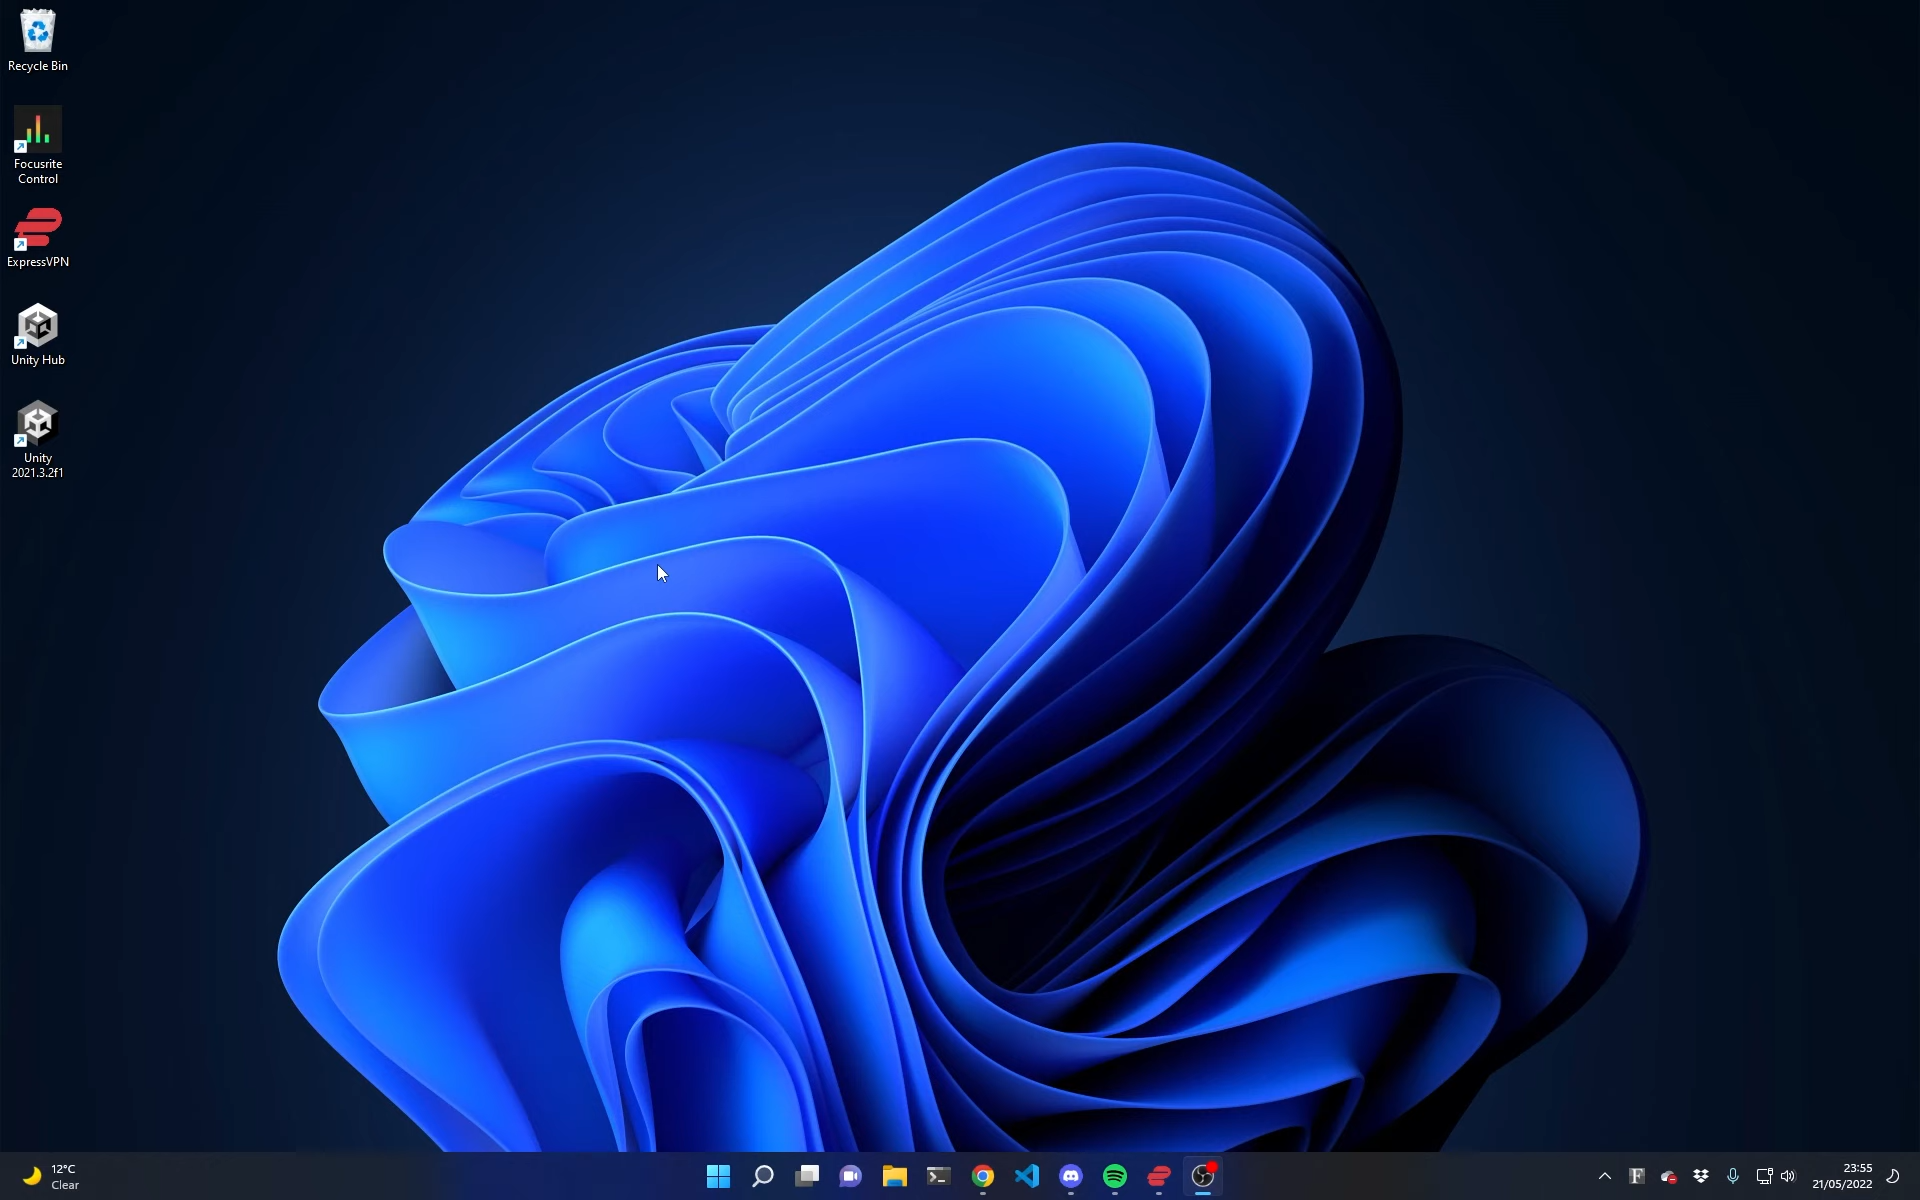 Recycle Bin
Focusrite
Control
ExpressVPN
Unity Hub
Unity
2021.3.2f1
12°C
Clear
23:55
21/05/2022